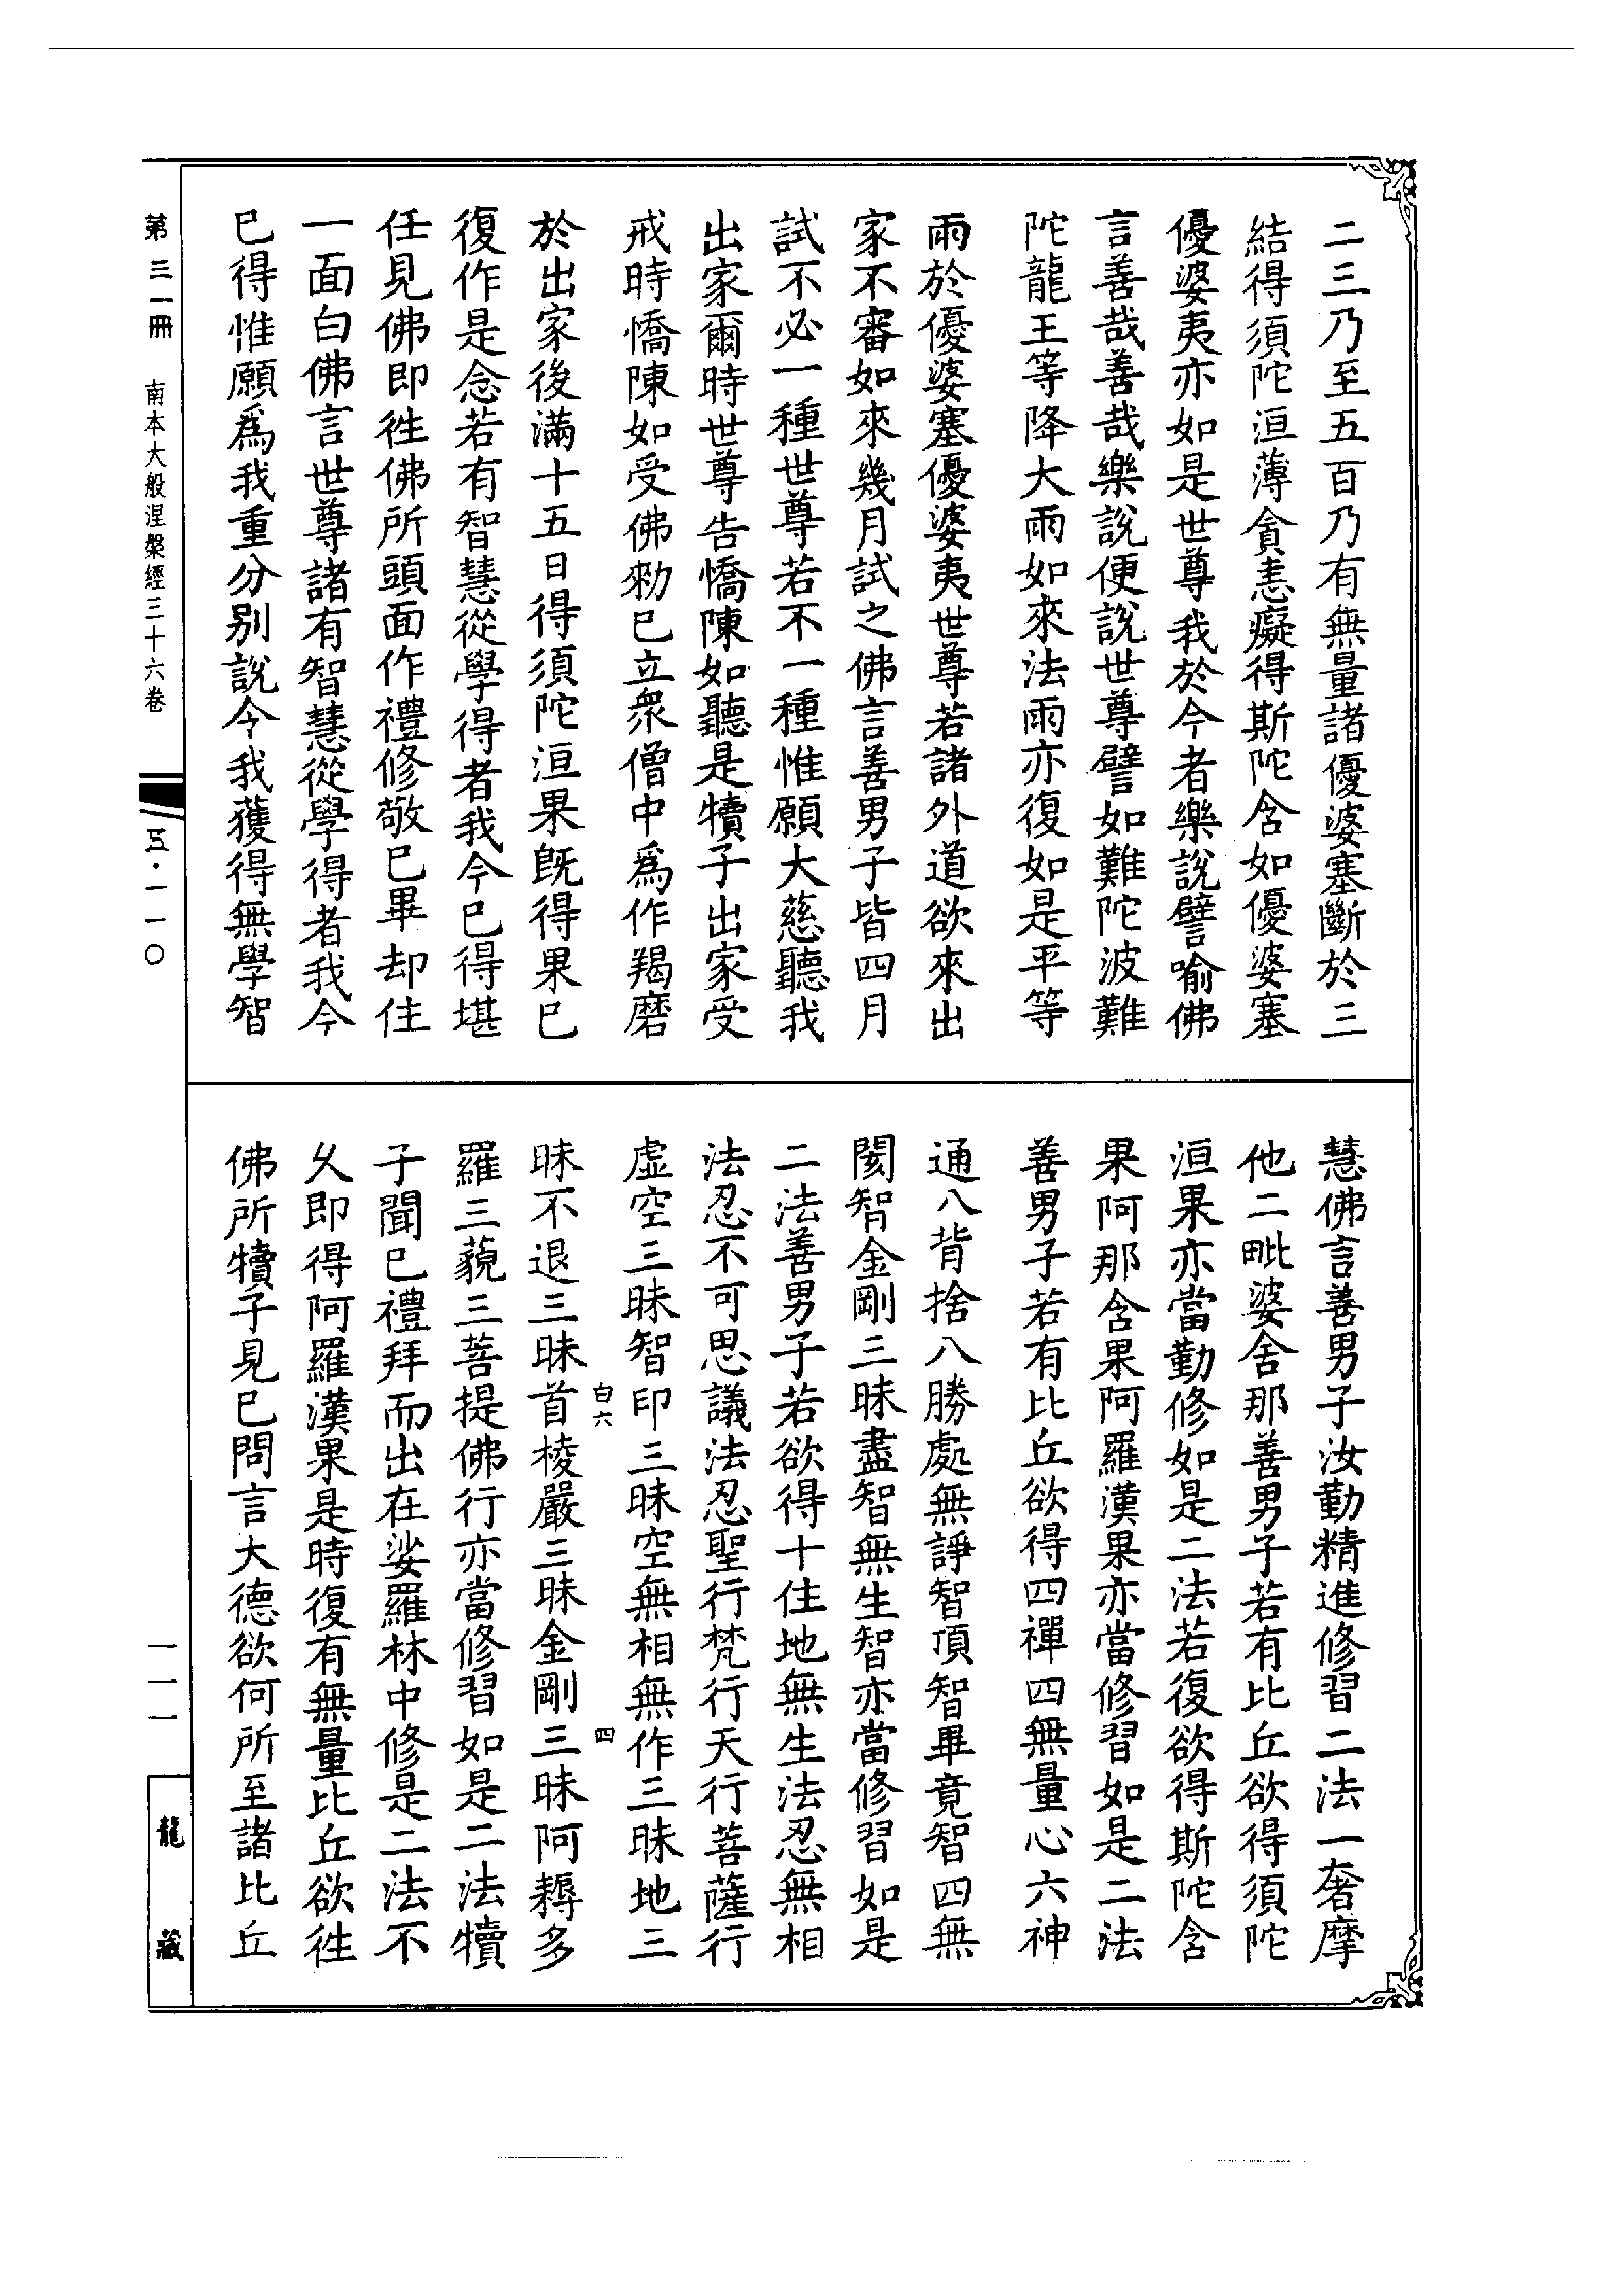 二三乃至五百乃有無量諸優婆塞斷於三
結得須陀洹薄貪恚癡得斯陀含如優婆塞
優婆夷亦如是世尊我於今者樂說譬喻佛
言善哉善哉樂說便說世尊譬如難陀波難
陀龍王等降大雨如來法雨亦復如是平等
雨於優婆塞優婆夷世尊若諸外道欲來出
家不審如來幾月試之佛言善男子皆四月
試不必一種世尊若不一種惟願大慈聽我
出家爾時世尊告憍陳如聽是犢子出家受
戒時憍陳如受佛勑已立衆僧中爲作羯磨
於出家後滿十五日得須陀洹果既得果已
復作是念若有智慧從學得者我今已得堪
任見佛即徃佛所頭面作禮修敬已畢却住
一面白佛言世尊諸有智慧從學得者我今
已得惟願爲我重分別說令我獲得無學智
慧佛言善男子汝勤精進修習二法一奢摩
他二毗婆舍那善男子若有比丘欲得須陀
洹果亦當勤修如是二法若復欲得斯陀含
果阿那含果阿羅漢果亦當修習如是二法
善男子若有比丘欲得四禪四無量心六神
通八背捨八勝處無諍智頂智畢竟智四無
閡智金剛三昧盡智無生智亦當修習如是
二法善男子若欲得十住地無生法忍無相
法忍不可思議法忍聖行梵行天行菩薩行
虛空三昧智印三昧空無相無作三昧地三
白六 四
昧不退三昧首楞嚴三昧金剛三昧阿耨多
羅三藐三菩提佛行亦當修習如是二法犢
子聞已禮拜而出在娑羅林中修是二法不
久即得阿羅漢果是時復有無量比丘欲徃
佛所犢子見已問言大德欲何所至諸比丘
第三一冊 南本大般涅槃經三十六卷
五·一一〇
一一一
龍藏